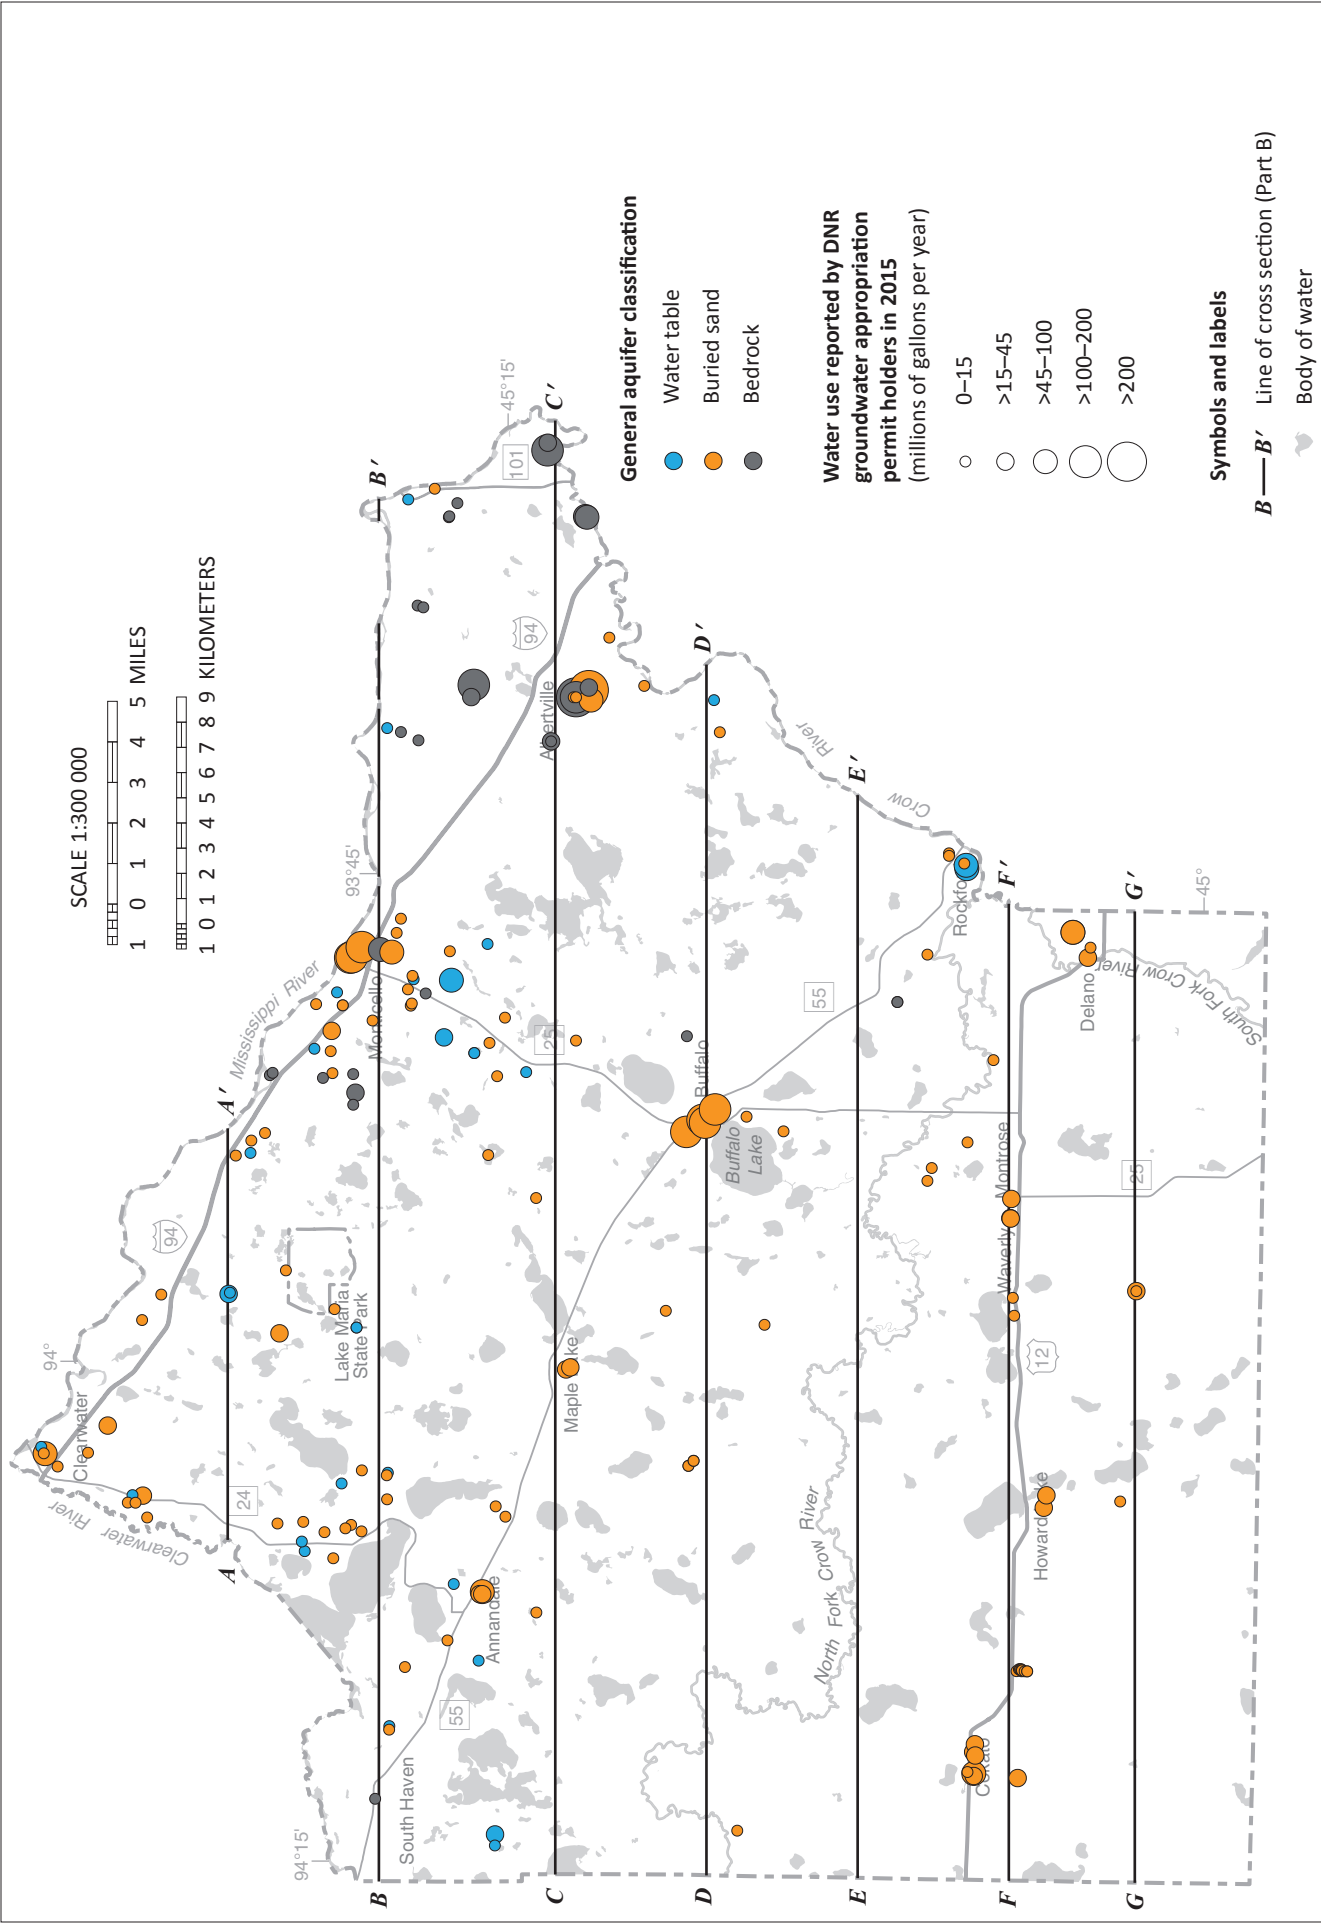 SCALE 1:300 000
1 0 1 2 3 4 5 MILES
1 0 1 2 3 4 5 6 7 8 9 KILOMETERS
94°15'
94°
93°45'
45°15'
45°
Clearwater River
Clearwater
94
24
A
A′
Mississippi River
Lake Maria
State Park
Monticello
B
B′
South Haven
55
Annandale
Maple Lake
25
94
Albertville
101
C
C′
Buffalo
Buffalo
Lake
D
D′
55
River
Crow
North Fork Crow River
E
E′
Rockfo
Cokato
Howard Lake
12
Waverly
Montrose
F
F′
Delano
South Fork Crow River
25
G
G′
General aquifer classification
Water table
Buried sand
Bedrock
Water use reported by DNR
groundwater appropriation
permit holders in 2015
(millions of gallons per year)
0–15
>15–45
>45–100
>100–200
>200
Symbols and labels
B — B′ Line of cross section (Part B)
Body of water